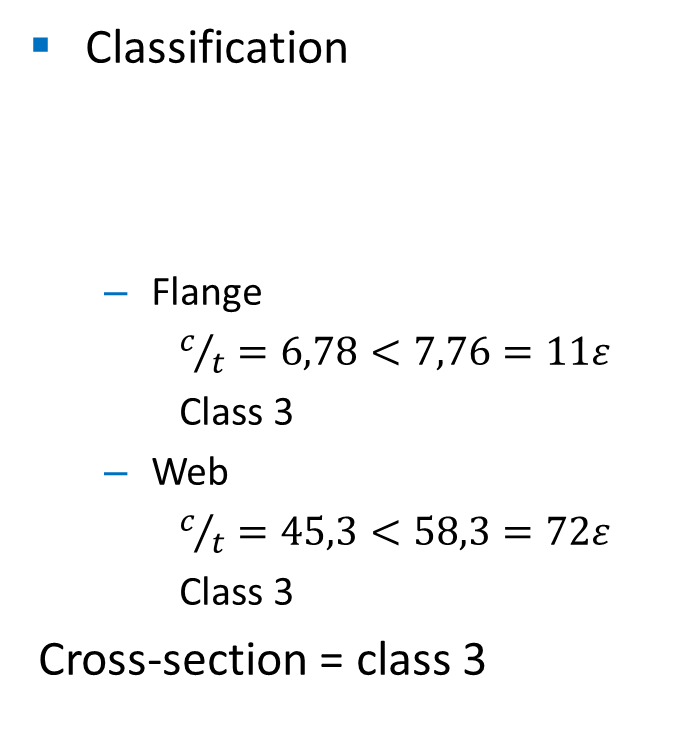 ▪ Classification
– Flange
c/t = 6,78 < 7,76 = 11ε
Class 3
– Web
c/t = 45,3 < 58,3 = 72ε
Class 3
Cross-section = class 3